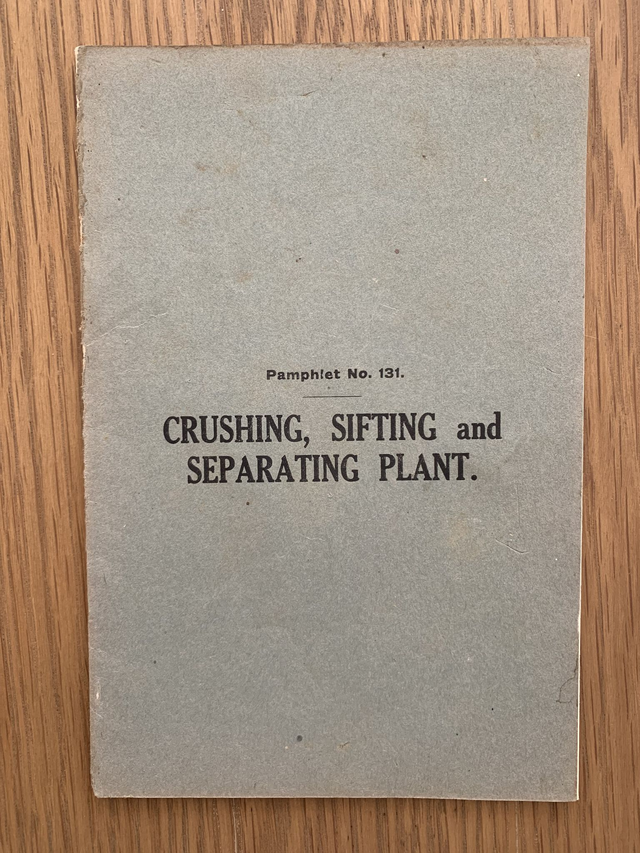 Pamphlet No. 131.
CRUSHING, SIFTING and
SEPARATING PLANT.